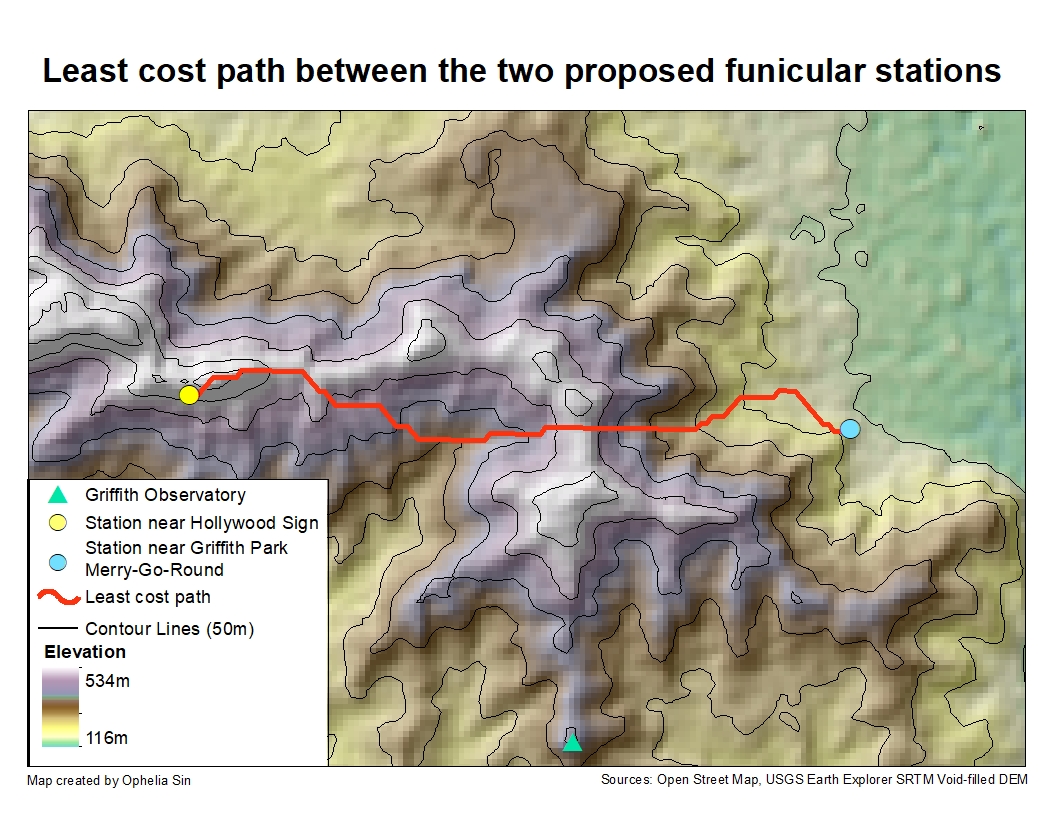 Least cost path between the two proposed funicular stations
Griffith Observatory
Station near Hollywood Sign
Station near Griffith Park
Merry-Go-Round
Least cost path
Contour Lines (50m)
Elevation
534m
116m
Map created by Ophelia Sin
Sources: Open Street Map, USGS Earth Explorer SRTM Void-filled DEM